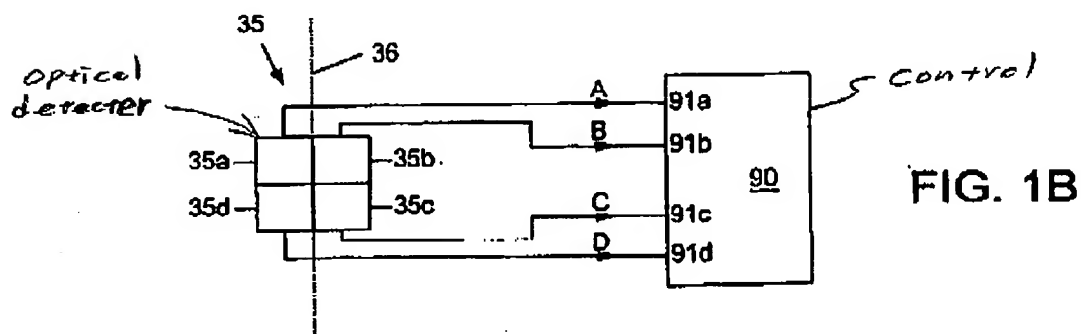 35
36
optical
detecter
Control
A
91a
B
91b
35a
35b
90
FIG. 1B
35d
35c
C
91c
D
91d